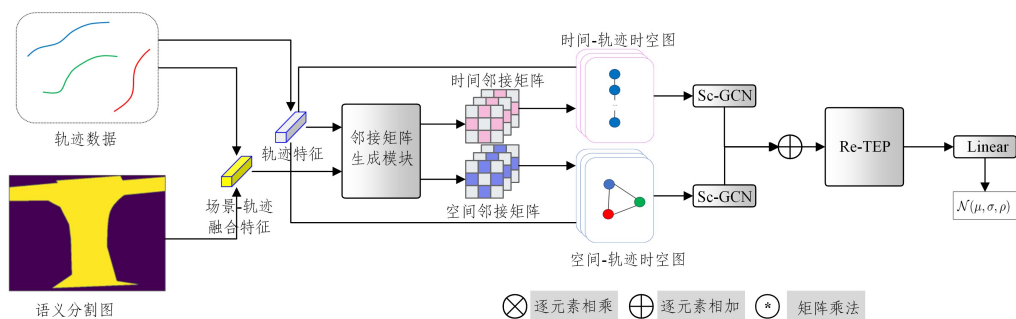 轨迹数据
语义分割图
轨迹特征
场景-轨迹
融合特征
邻接矩阵
生成模块
时间邻接矩阵
空间邻接矩阵
时间-轨迹时空图
...
空间-轨迹时空图
Sc-GCN
Sc-GCN
Re-TEP
Linear
𝒩(μ,σ,ρ)
逐元素相乘
逐元素相加
* 矩阵乘法